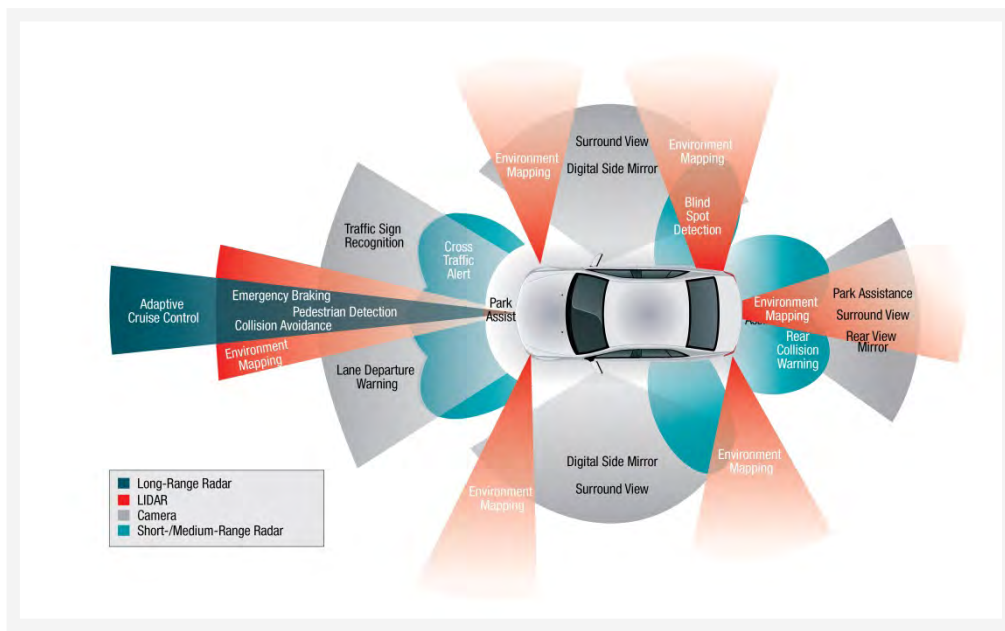 Surround View
Digital Side Mirror
Environment
Mapping
Environment
Mapping
Blind
Spot
Detection
Traffic Sign
Recognition
Cross
Traffic
Alert
Adaptive
Cruise Control
Emergency Braking
Pedestrian Detection
Collision Avoidance
Environment
Mapping
Lane Departure
Warning
Park
Assist
Environment
Mapping
Rear
Collision
Warning
Park Assistance
Surround View
Rear View
Mirror
Digital Side Mirror
Surround View
Environment
Mapping
Environment
Mapping
Long-Range Radar
LIDAR
Camera
Short-/Medium-Range Radar